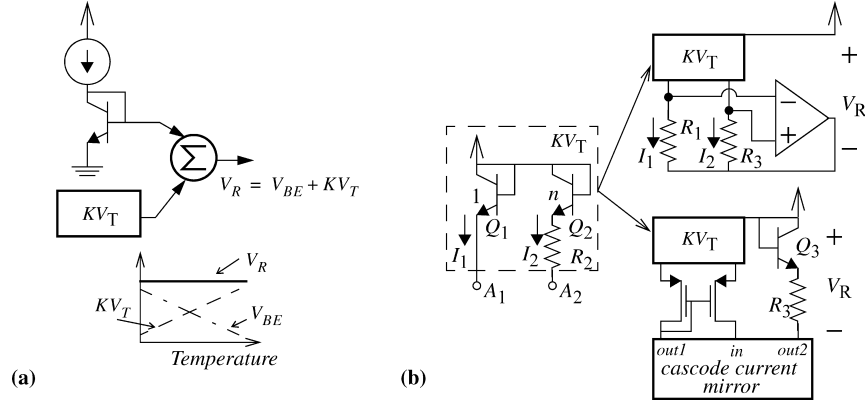 Σ
V_R = V_BE + KV_T
KV_T
V_R
KV_T
V_BE
Temperature
(a)
KV_T
1
n
Q_1
Q_2
I_1
I_2
R_2
A_1
A_2
KV_T
+
V_R
−
−
+
R_1
R_3
I_1
I_2
KV_T
Q_3
+
V_R
−
R_3
out1 in out2
cascode current
mirror
(b)